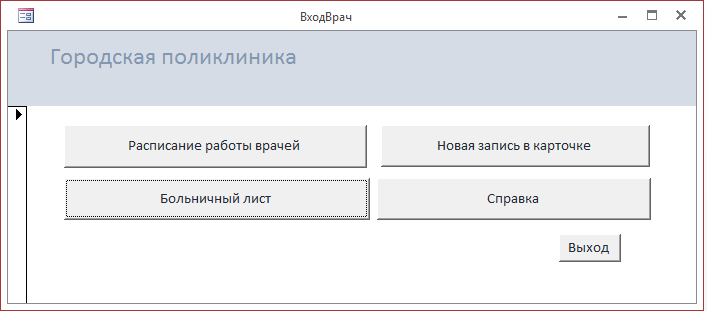 ВходВрач
Городская поликлиника
Расписание работы врачей
Новая запись в карточке
Больничный лист
Справка
Выход